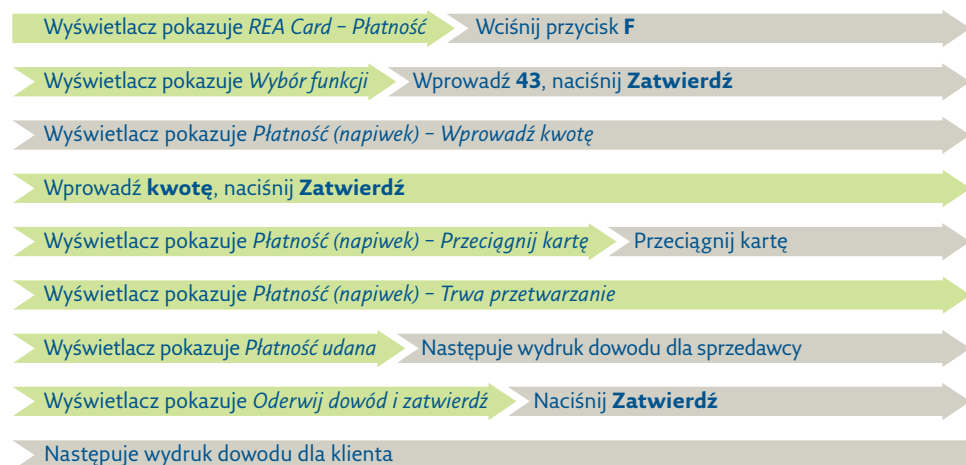 Wyświetlacz pokazuje REA Card – Płatność Wciśnij przycisk F
Wyświetlacz pokazuje Wybór funkcji Wprowadź 43, naciśnij Zatwierdź
Wyświetlacz pokazuje Płatność (napiwek) – Wprowadź kwotę
Wprowadź kwotę, naciśnij Zatwierdź
Wyświetlacz pokazuje Płatność (napiwek) – Przeciągnij kartę Przeciągnij kartę
Wyświetlacz pokazuje Płatność (napiwek) – Trwa przetwarzanie
Wyświetlacz pokazuje Płatność udana Następuje wydruk dowodu dla sprzedawcy
Wyświetlacz pokazuje Oderwij dowód i zatwierdź Naciśnij Zatwierdź
Następuje wydruk dowodu dla klienta